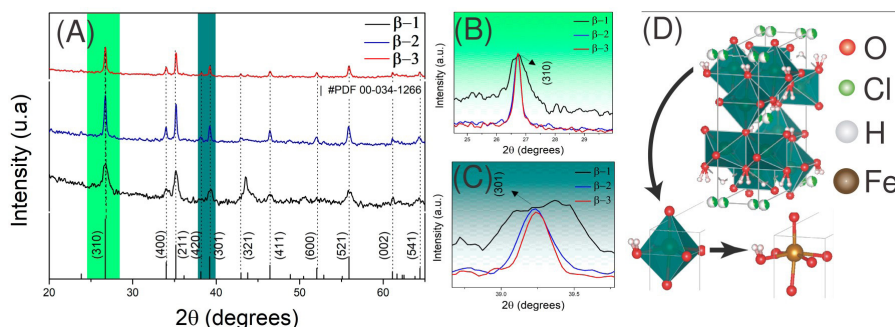 (A)
β−1
β−2
β−3
| #PDF 00-034-1266
Intensity (u.a)
(310)
(400)
(211)
(420)
(301)
(321)
(411)
(600)
(521)
(002)
(541)
20 30 40 50 60
2θ (degrees)
(B)
β−1
β−2
β−3
(310)
Intensity (a.u.)
25 26 27 28 29
2θ (degrees)
(C)
β−1
β−2
β−3
(301)
Intensity (a.u.)
39.0 39.5
2θ (degrees)
(D)
O
Cl
H
Fe